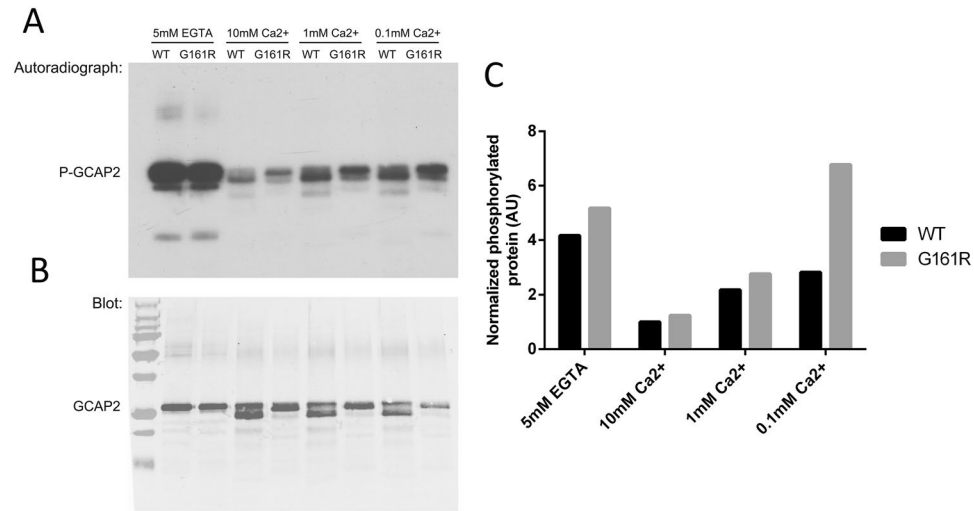 A
5mM EGTA 10mM Ca2+ 1mM Ca2+ 0.1mM Ca2+
WT G161R WT G161R WT G161R WT G161R
Autoradiograph:
P-GCAP2
B
Blot:
GCAP2
C
Normalized phosphorylated
protein (AU)
8
6
4
2
0
5mM EGTA
10mM Ca2+
1mM Ca2+
0.1mM Ca2+
WT
G161R